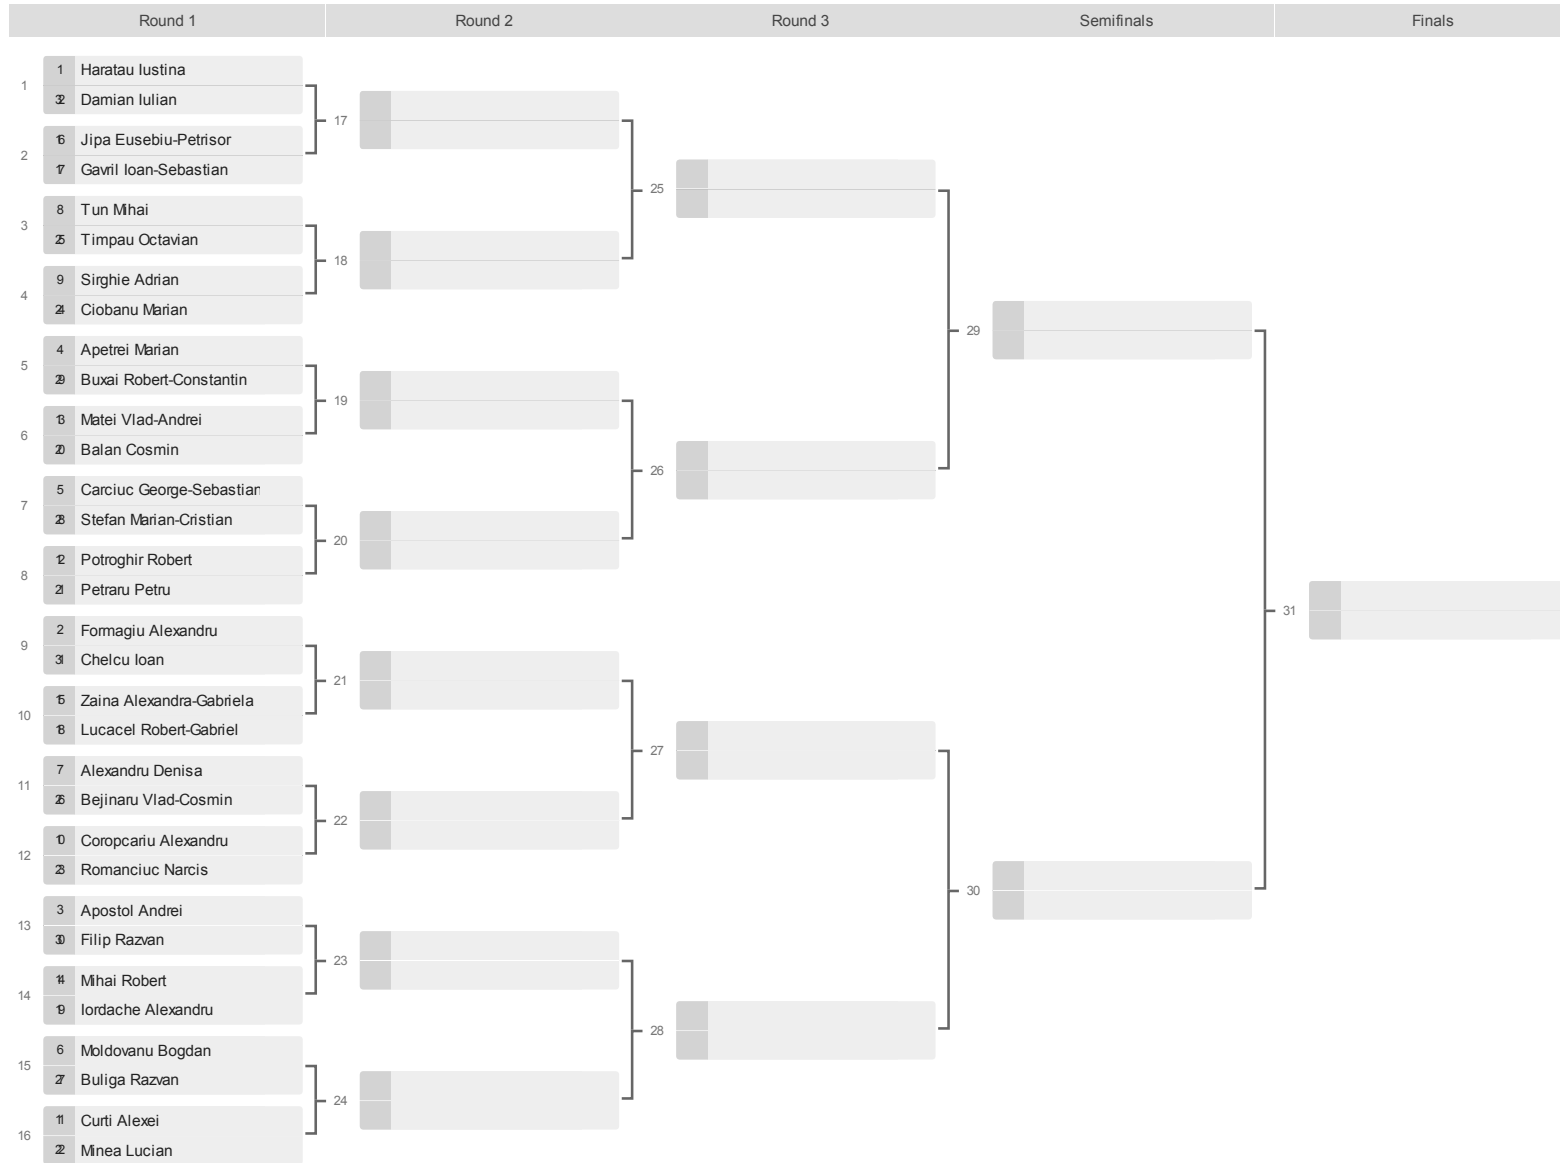 Round 1 Round 2 Round 3 Semifinals Finals
1 Haratau Iustina
1
32 Damian Iulian
17
16 Jipa Eusebiu-Petrisor
2
17 Gavril Ioan-Sebastian
25
8 Tun Mihai
3
25 Timpau Octavian
18
9 Sirghie Adrian
4
24 Ciobanu Marian
29
4 Apetrei Marian
5
29 Buxai Robert-Constantin
19
13 Matei Vlad-Andrei
6
20 Balan Cosmin
26
5 Carciuc George-Sebastian
7
28 Stefan Marian-Cristian
20
12 Potroghir Robert
8
21 Petraru Petru
31
2 Formagiu Alexandru
9
31 Chelcu Ioan
21
15 Zaina Alexandra-Gabriela
10
18 Lucacel Robert-Gabriel
27
7 Alexandru Denisa
11
26 Bejinaru Vlad-Cosmin
22
10 Coropcariu Alexandru
12
23 Romanciuc Narcis
30
3 Apostol Andrei
13
30 Filip Razvan
23
14 Mihai Robert
14
19 Iordache Alexandru
28
6 Moldovanu Bogdan
15
27 Buliga Razvan
24
11 Curti Alexei
16
22 Minea Lucian